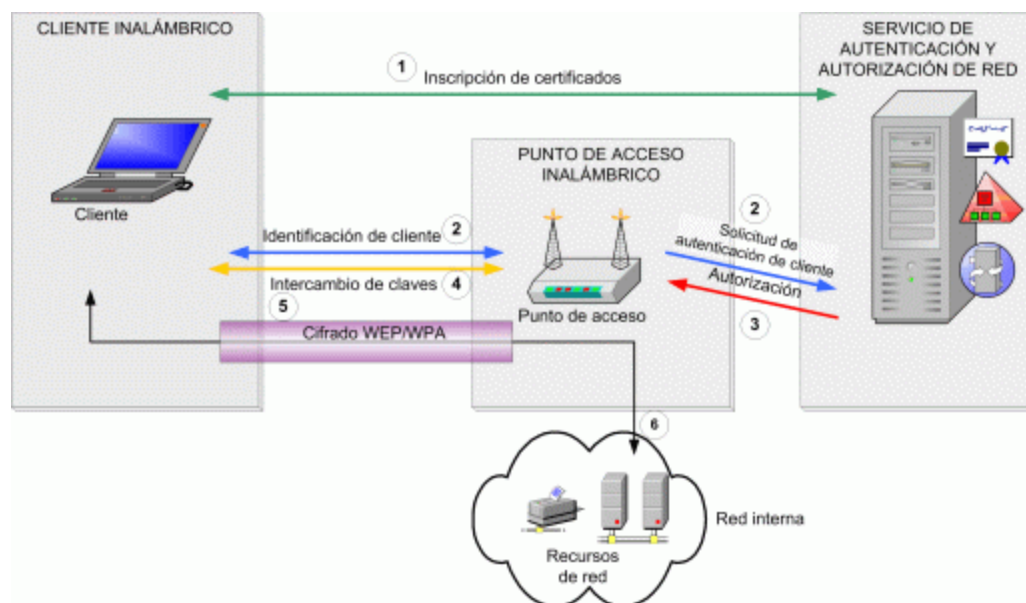 CLIENTE INALÁMBRICO
SERVICIO DE
AUTENTICACIÓN Y
AUTORIZACIÓN DE RED
1
Inscripción de certificados
PUNTO DE ACCESO
INALÁMBRICO
Cliente
Identificación de cliente
2
2
Solicitud de
autenticación de cliente
Intercambio de claves
4
Autorización
5
Punto de acceso
3
Cifrado WEP/WPA
6
Red interna
Recursos
de red